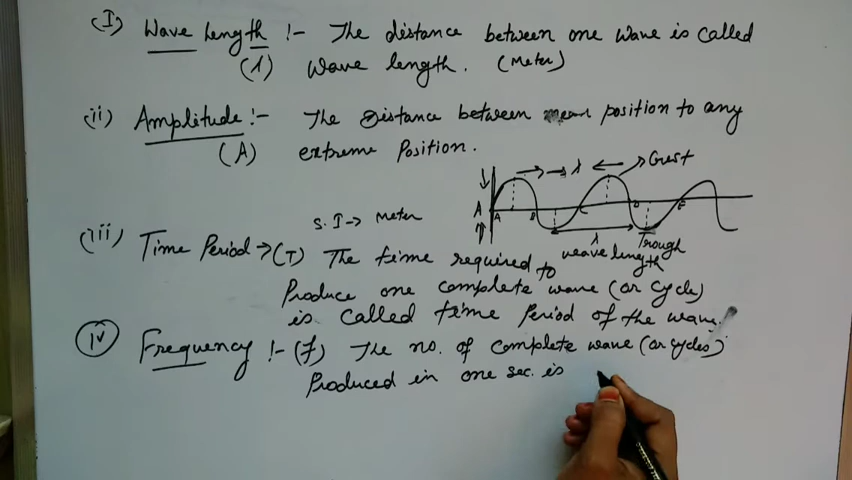 (I) Wave length :- The distance between one wave is called
(λ) wave length. (Meter)
(ii) Amplitude :- The Distance between mean position to any
(A) extreme Position.
λ Crest
A
A B C D E
λ
weave length
Trough
S.I → Meter
(iii) Time Period → (T) The time required to
Produce one complete wave (or cycle)
is called time Period of the wave.
iv Frequency :- (f) The no. of complete wave (or cycles)
Produced in one sec. is